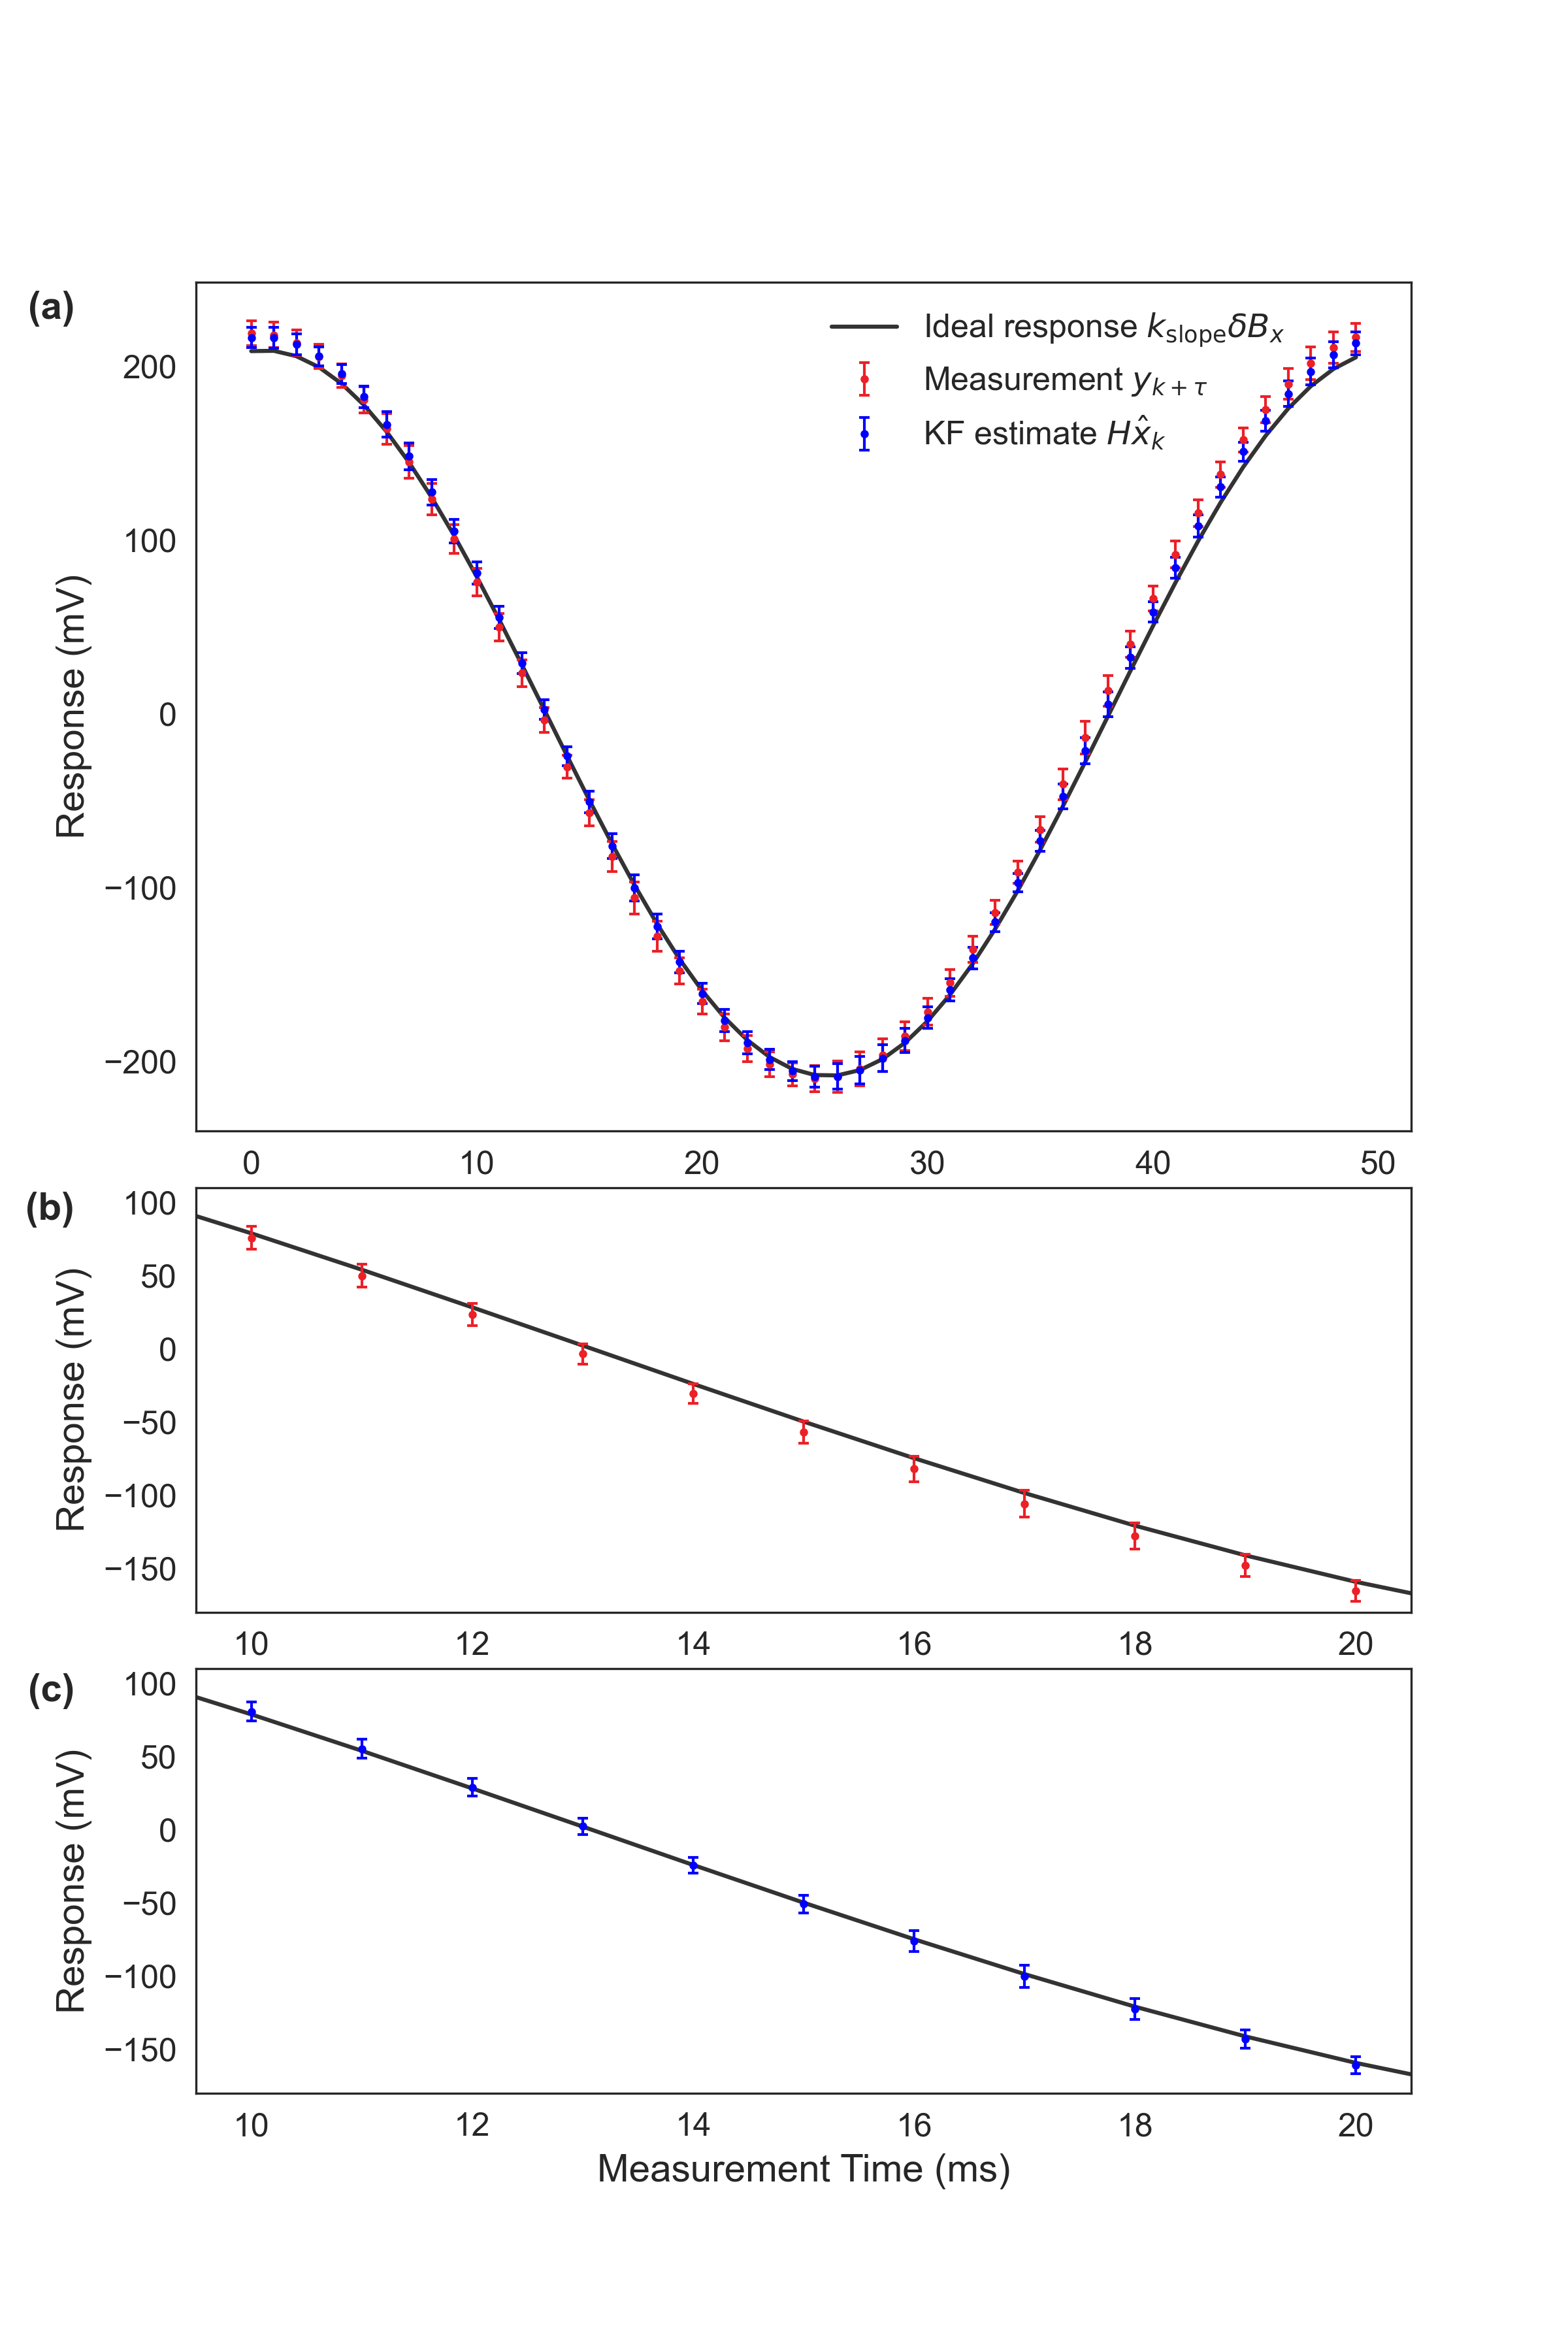 (a)
Response (mV)
200
100
0
−100
−200
Ideal response k_slope δB_x
Measurement y_{k+τ}
KF estimate Hx̂_k
0 10 20 30 40 50
(b)
Response (mV)
100
50
0
−50
−100
−150
10 12 14 16 18 20
(c)
Response (mV)
100
50
0
−50
−100
−150
10 12 14 16 18 20
Measurement Time (ms)